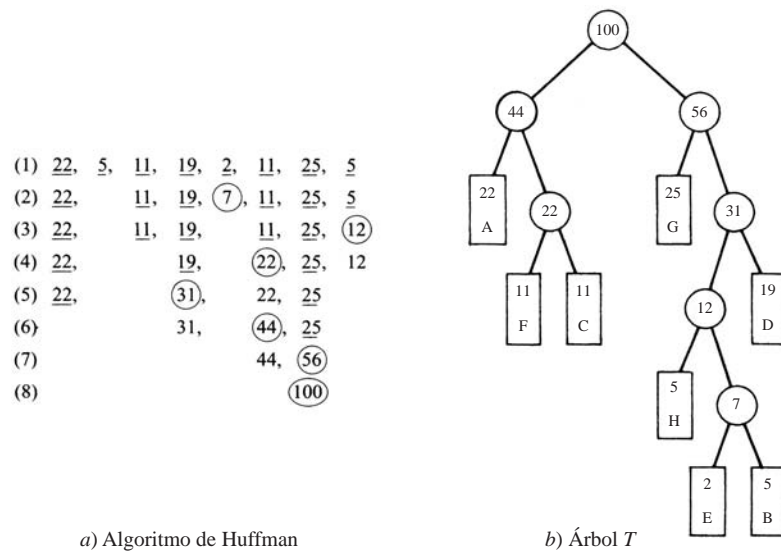 100
44 56
(1) 22, 5, 11, 19, 2, 11, 25, 5
(2) 22, 11, 19, 7, 11, 25, 5
(3) 22, 11, 19, 11, 25, 12
(4) 22, 19, 22, 25, 12
(5) 22, 31, 22, 25
(6) 31, 44, 25
(7) 44, 56
(8) 100
22
A
22
25
G
31
11
F
11
C
12
19
D
5
H
7
2
E
5
B
a) Algoritmo de Huffman
b) Árbol T